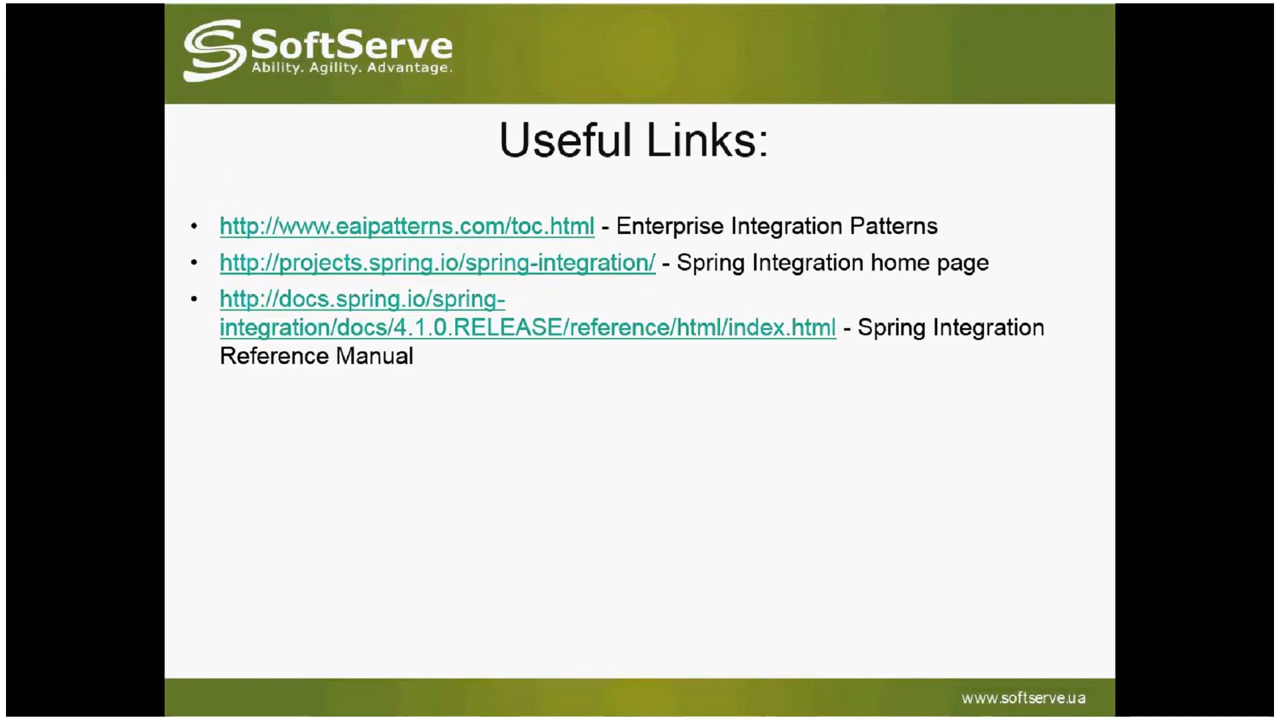 SoftServe
Ability. Agility. Advantage.
Useful Links:
• http://www.eaipatterns.com/toc.html - Enterprise Integration Patterns
• http://projects.spring.io/spring-integration/ - Spring Integration home page
• http://docs.spring.io/spring-
integration/docs/4.1.0.RELEASE/reference/html/index.html - Spring Integration
Reference Manual
www.softserve.ua